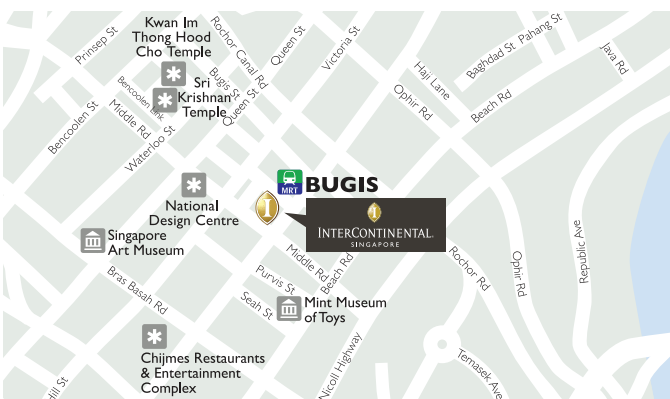 Kwan Im
Thong Hood
Cho Temple
Prinsep St
Rochor Canal Rd
Queen St
Victoria St
Pahang St
Baghdad St
Java Rd
Haji Lane
Ophir Rd
Beach Rd
Bencoolen St
Bencoolen Link
Middle Rd
Waterloo St
Bugis St
Queen St
Sri
Krishnan
Temple
MRT
BUGIS
National
Design Centre
I
I
INTERCONTINENTAL.
SINGAPORE
Singapore
Art Museum
Bras Basah Rd
Middle Rd
Beach Rd
Purvis St
Seah St
Mint Museum
of Toys
Rochor Rd
Ophir Rd
Republic Ave
Chijmes Restaurants
& Entertainment
Complex
Nicoll Highway
Temasek Ave
Hill St